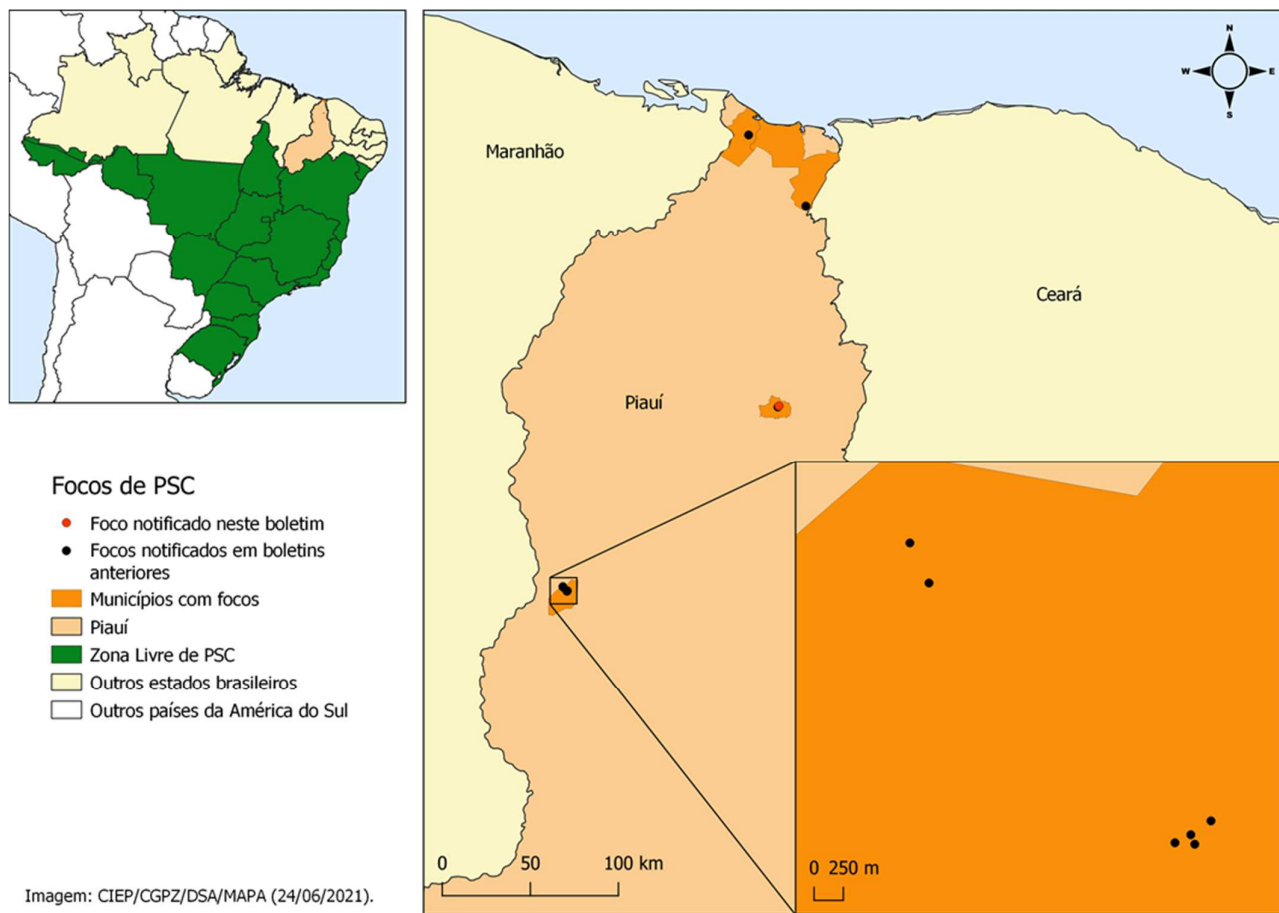 N
W E
S
Maranhão
Ceará
Piauí
Focos de PSC
Foco notificado neste boletim
Focos notificados em boletins
anteriores
Municípios com focos
Piauí
Zona Livre de PSC
Outros estados brasileiros
Outros países da América do Sul
0 50 100 km
0 250 m
Imagem: CIEP/CGPZ/DSA/MAPA (24/06/2021).